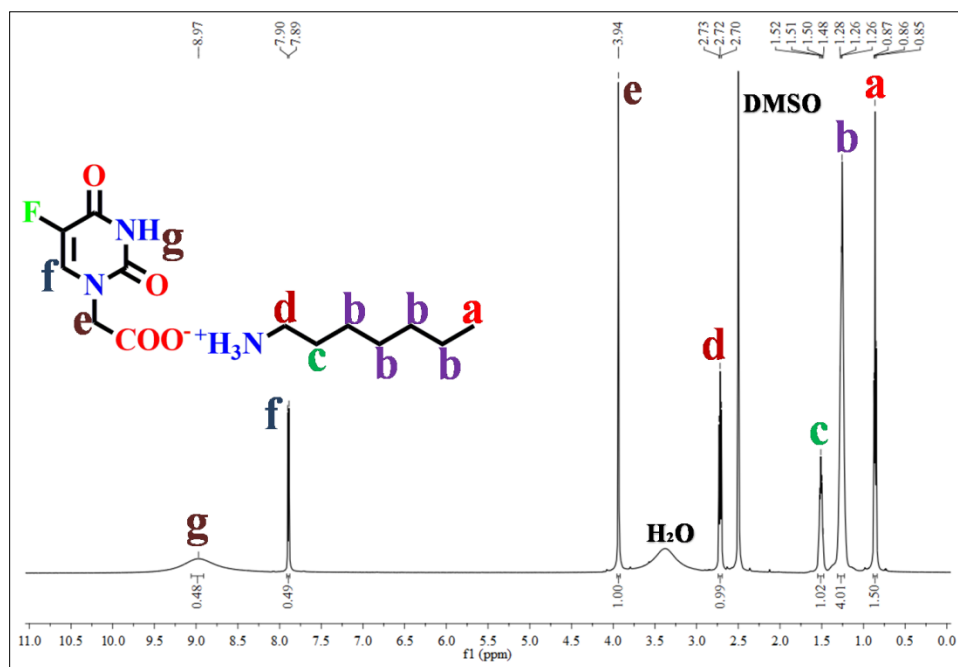 8.97
7.90
7.89
3.94
2.73
2.72
2.70
1.52
1.51
1.50
1.48
1.28
1.26
1.26
0.87
0.86
0.85
e
DMSO
a
b
O
F
NH
g
f
N
O
e
COO⁻
⁺H₃N
d
b
b
a
c
b
b
d
f
c
g
H₂O
0.48
0.49
1.00
0.99
1.02
4.01
1.50
11.0 10.5 10.0 9.5 9.0 8.5 8.0 7.5 7.0 6.5 6.0 5.5 5.0 4.5 4.0 3.5 3.0 2.5 2.0 1.5 1.0 0.5 0.0
f1 (ppm)